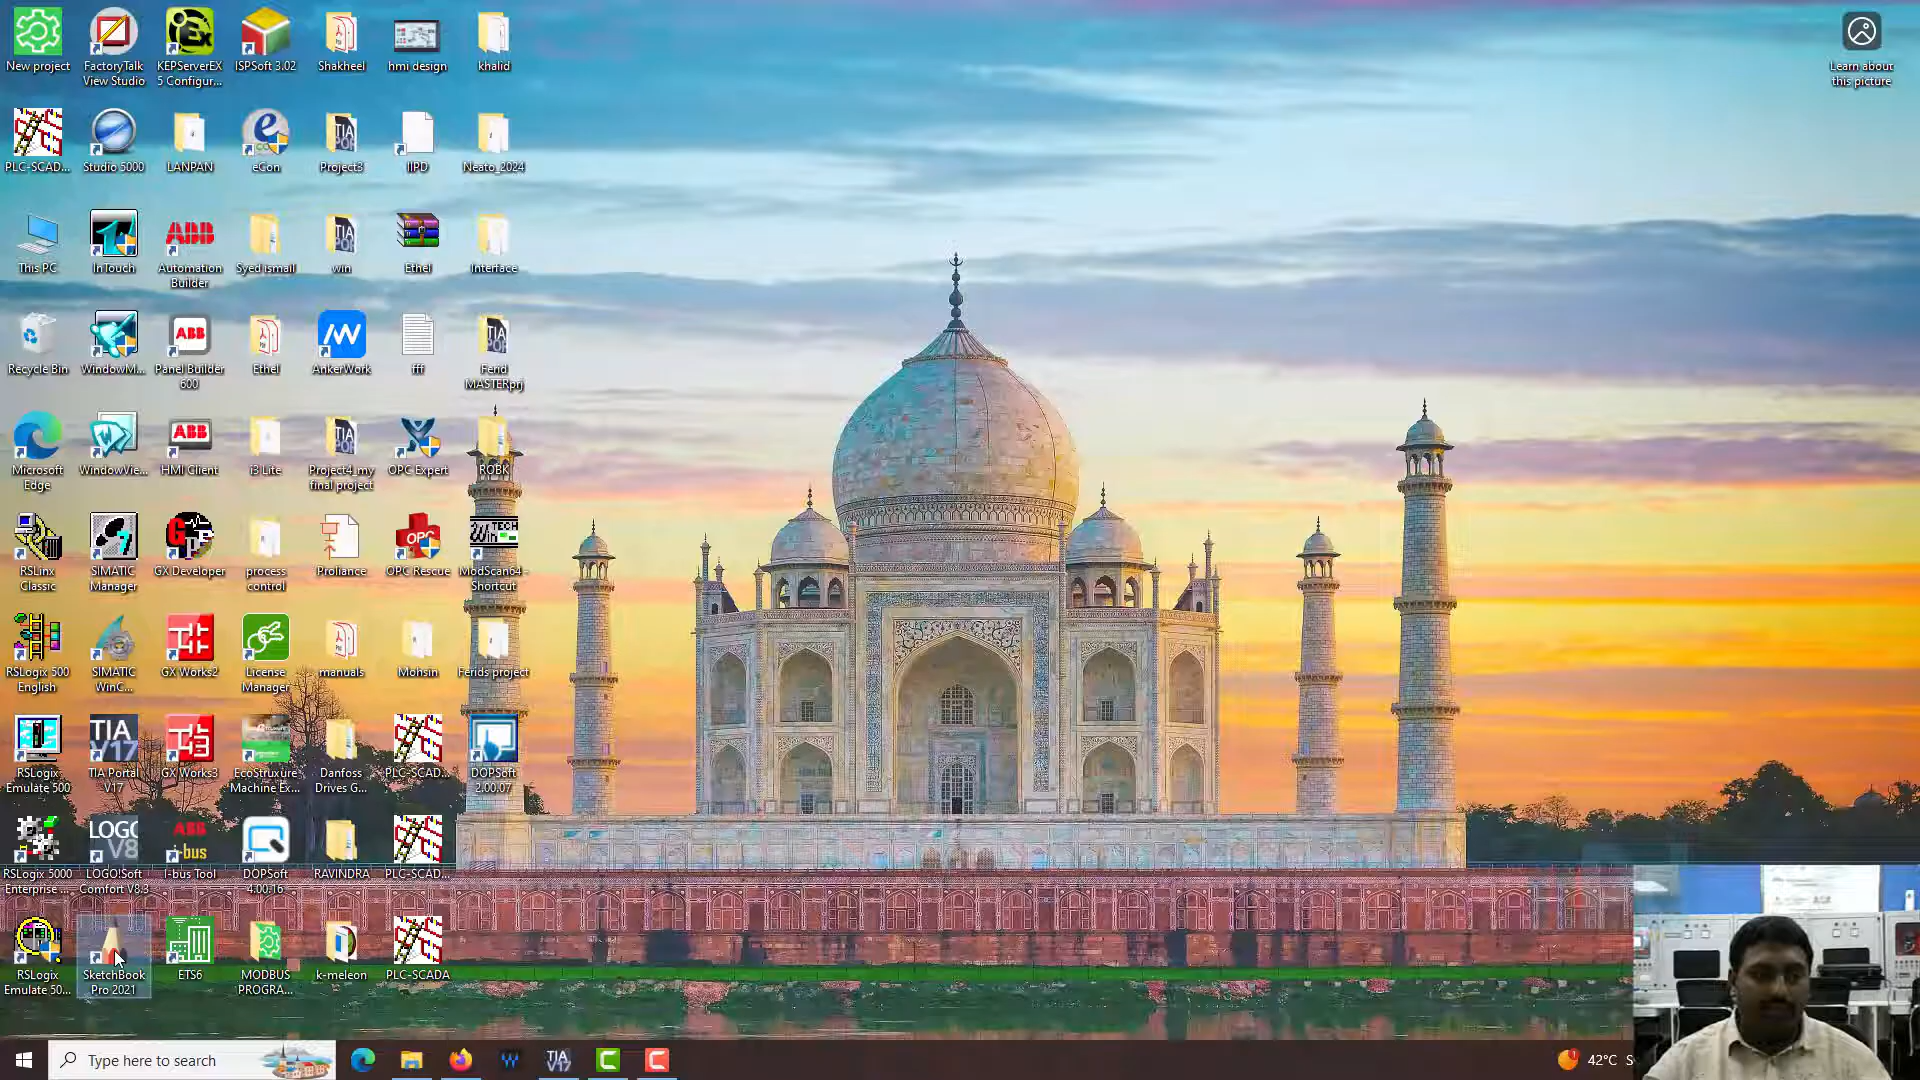 New project
FactoryTalk
View Studio
KEPServerEX
5 Configur...
ISPSoft 3.02
Shakheel
hmi design
khalid
Learn about
this picture
PLC-SCAD...
Studio 5000
LANPAN
eCon
Project3
IIPD
Neato_2024
This PC
InTouch
Automation
Builder
Syed ismail
win
Ethel
Interface
Recycle Bin
WindowM...
Panel Builder
600
Ethel
AnkerWork
fff
Fend
MASTERprj
Microsoft
Edge
WindowVie...
HMI Client
i3 Lite
Project4_my
final project
OPC Expert
ROBK
RSLinx
Classic
SIMATIC
Manager
GX Developer
process
control
Proliance
OPC Rescue
ModScan64 -
Shortcut
RSLogix 500
English
SIMATIC
WinC...
GX Works2
License
Manager
manuals
Mohsin
Ferids project
RSLogix
Emulate 500
TIA Portal
V17
GX Works3
EcoStruxure
Machine Ex...
Danfoss
Drives G...
PLC-SCAD...
DOPSoft
2.00.07
RSLogix 5000
Enterprise ...
LOGO!Soft
Comfort V8.3
i-bus Tool
DOPSoft
4.00.16
RAVINDRA
PLC-SCAD...
RSLogix
Emulate 50...
SketchBook
Pro 2021
ETS6
MODBUS
PROGRA...
k-meleon
PLC-SCADA
Type here to search
42°C S